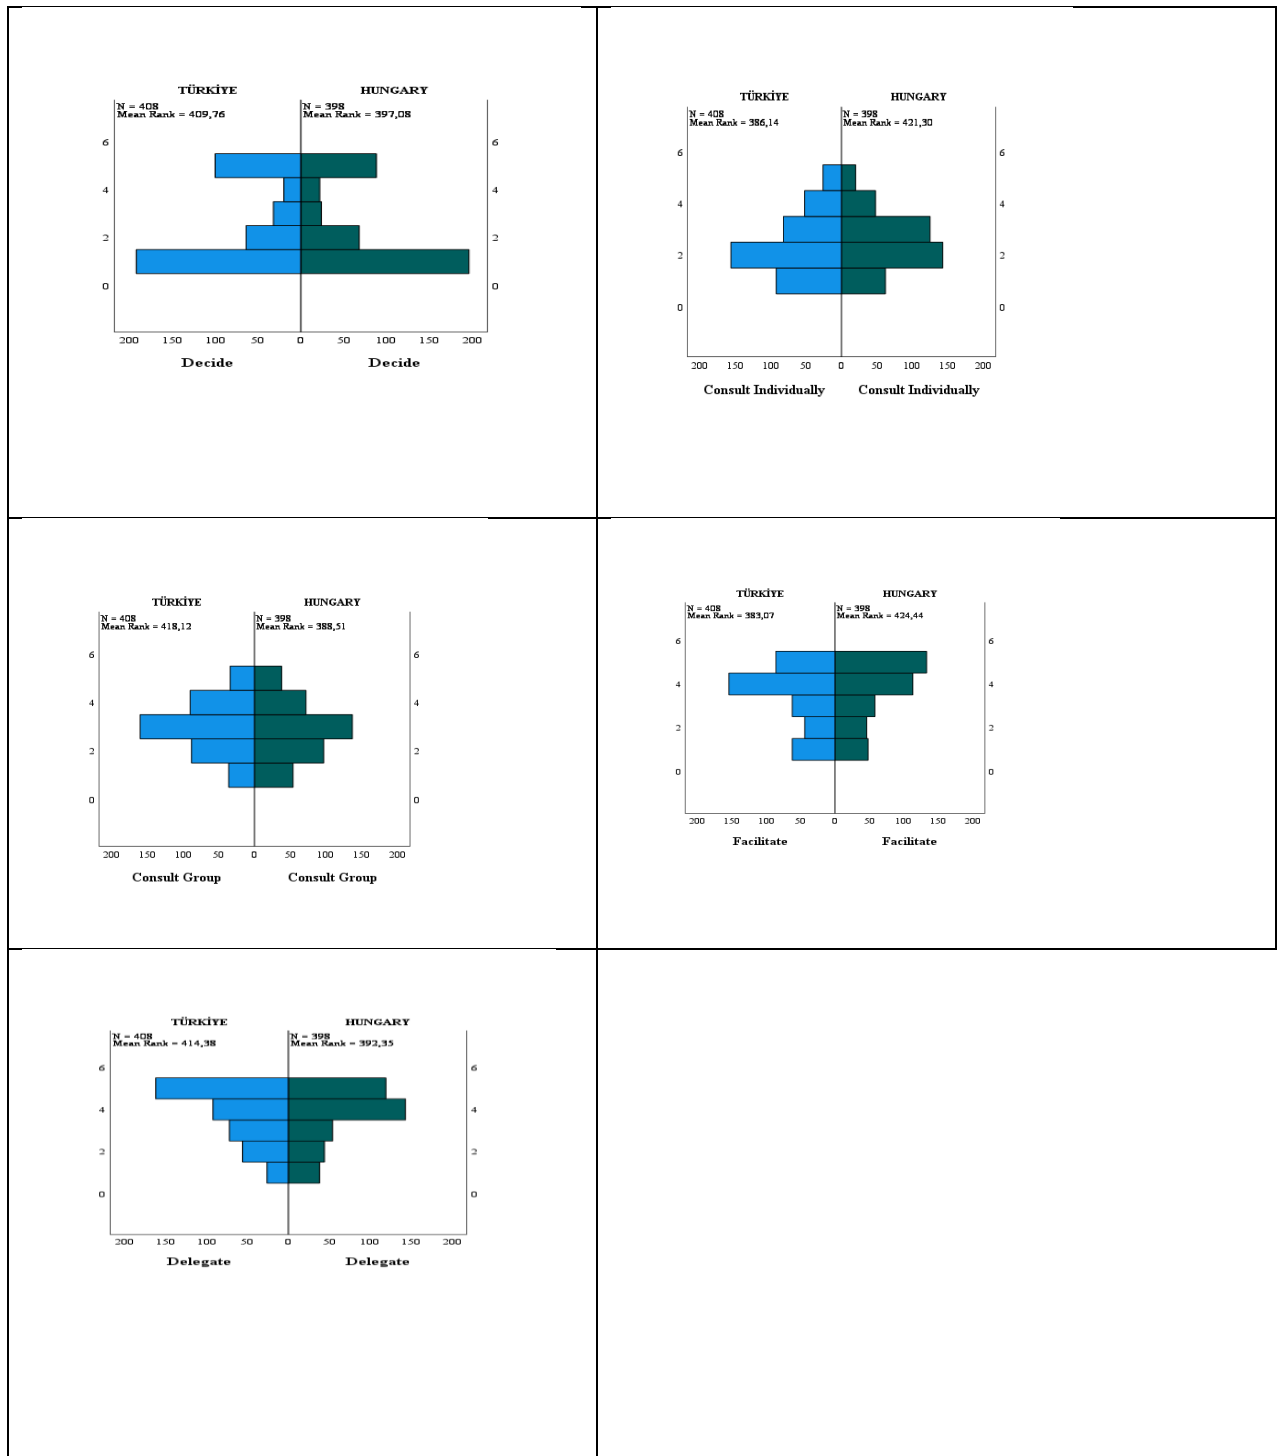 TÜRKİYE HUNGARY
N = 408 N = 398
Mean Rank = 409,76 Mean Rank = 397,08
6 6
4 4
2 2
0 0
200 150 100 50 0 50 100 150 200
Decide Decide
TÜRKİYE HUNGARY
N = 408 N = 398
Mean Rank = 386,14 Mean Rank = 421,30
6 6
4 4
2 2
0 0
200 150 100 50 0 50 100 150 200
Consult Individually Consult Individually
TÜRKİYE HUNGARY
N = 408 N = 398
Mean Rank = 418,12 Mean Rank = 388,51
6 6
4 4
2 2
0 0
200 150 100 50 0 50 100 150 200
Consult Group Consult Group
TÜRKİYE HUNGARY
N = 408 N = 398
Mean Rank = 383,07 Mean Rank = 424,44
6 6
4 4
2 2
0 0
200 150 100 50 0 50 100 150 200
Facilitate Facilitate
TÜRKİYE HUNGARY
N = 408 N = 398
Mean Rank = 414,38 Mean Rank = 392,35
6 6
4 4
2 2
0 0
200 150 100 50 0 50 100 150 200
Delegate Delegate